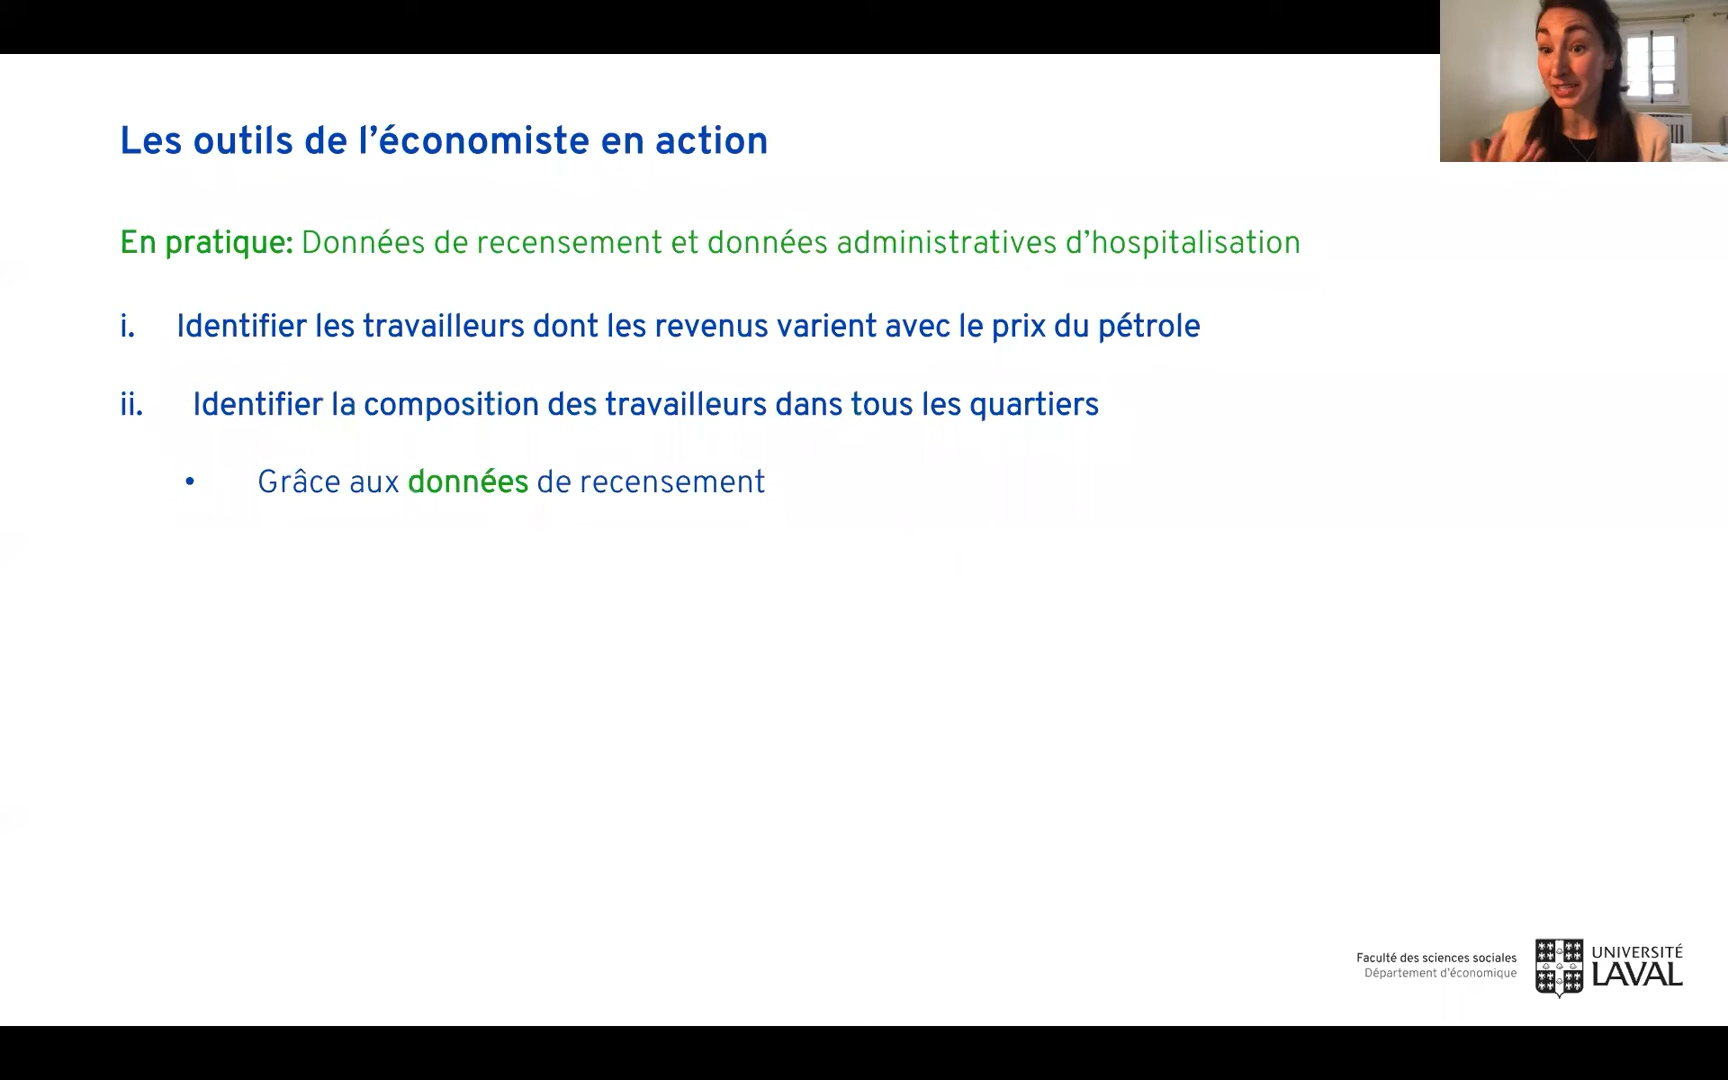 Les outils de l’économiste en action
En pratique: Données de recensement et données administratives d’hospitalisation
i. Identifier les travailleurs dont les revenus varient avec le prix du pétrole
ii. Identifier la composition des travailleurs dans tous les quartiers
• Grâce aux données de recensement
Faculté des sciences sociales
Département d’économique
UNIVERSITÉ
LAVAL